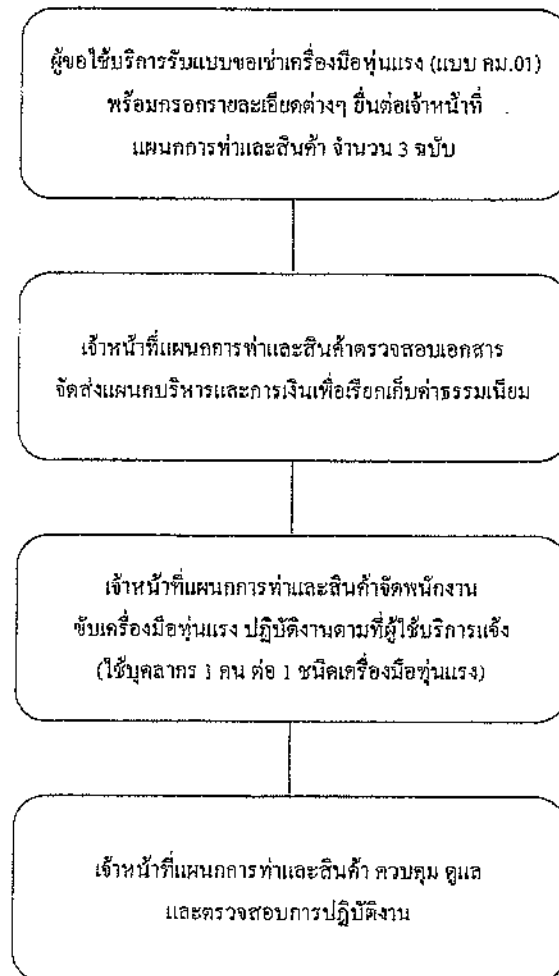 ผู้ขอใช้บริการรับแบบขอเช่าเครื่องมือทุ่นแรง (แบบ คม.01)
พร้อมกรอกรายละเอียดต่างๆ ยื่นต่อเจ้าหน้าที่
แผนกการท่าและสินค้า จำนวน 3 ฉบับ
เจ้าหน้าที่แผนกการท่าและสินค้าตรวจสอบเอกสาร
จัดส่งแผนกบริหารและการเงินเพื่อเรียกเก็บค่าธรรมเนียม
เจ้าหน้าที่แผนกการท่าและสินค้าจัดพนักงาน
ขับเครื่องมือทุ่นแรง ปฏิบัติงานตามที่ผู้ใช้บริการแจ้ง
(ใช้บุคลากร 1 คน ต่อ 1 ชนิดเครื่องมือทุ่นแรง)
เจ้าหน้าที่แผนกการท่าและสินค้า ควบคุม ดูแล
และตรวจสอบการปฏิบัติงาน